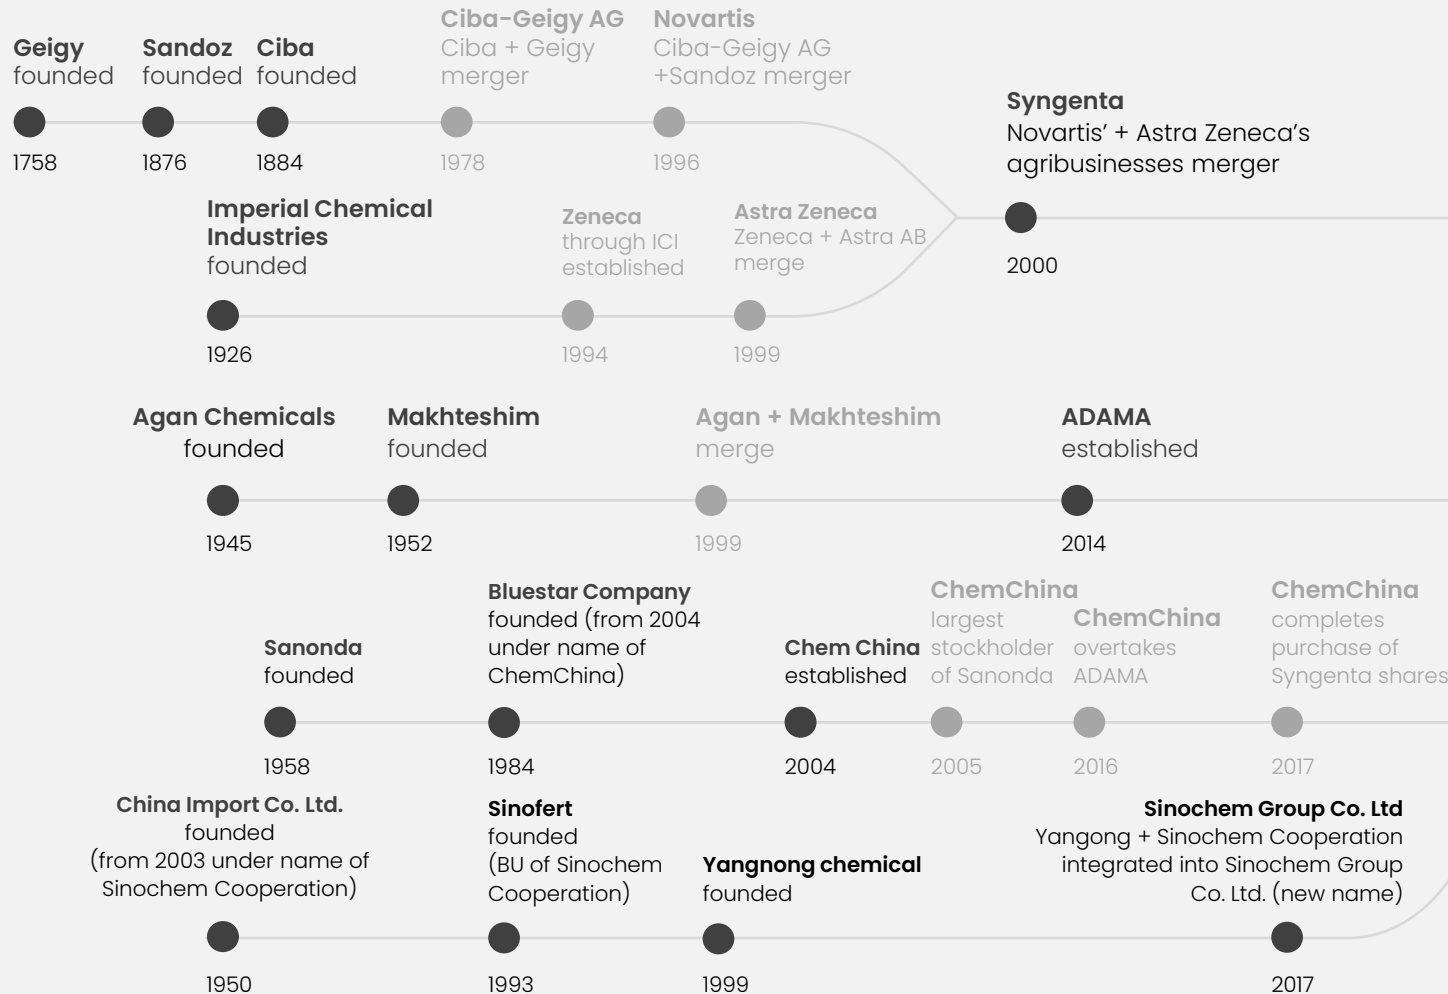 Geigy
founded
1758
Sandoz
founded
1876
Ciba
founded
1884
Ciba-Geigy AG
Ciba + Geigy
merger
1978
Novartis
Ciba-Geigy AG
+Sandoz merger
1996
Syngenta
Novartis’ + Astra Zeneca’s
agribusinesses merger
2000
Imperial Chemical
Industries
founded
1926
Zeneca
through ICI
established
1994
Astra Zeneca
Zeneca + Astra AB
merge
1999
Agan Chemicals
founded
1945
Makhteshim
founded
1952
Agan + Makhteshim
merge
1999
ADAMA
established
2014
Sanonda
founded
1958
Bluestar Company
founded (from 2004
under name of
ChemChina)
1984
Chem China
established
2004
ChemChina
largest
stockholder
of Sanonda
2005
ChemChina
overtakes
ADAMA
2016
ChemChina
completes
purchase of
Syngenta shares
2017
China Import Co. Ltd.
founded
(from 2003 under name of
Sinochem Cooperation)
1950
Sinofert
founded
(BU of Sinochem
Cooperation)
1993
Yangnong chemical
founded
1999
Sinochem Group Co. Ltd
Yangong + Sinochem Cooperation
integrated into Sinochem Group
Co. Ltd. (new name)
2017